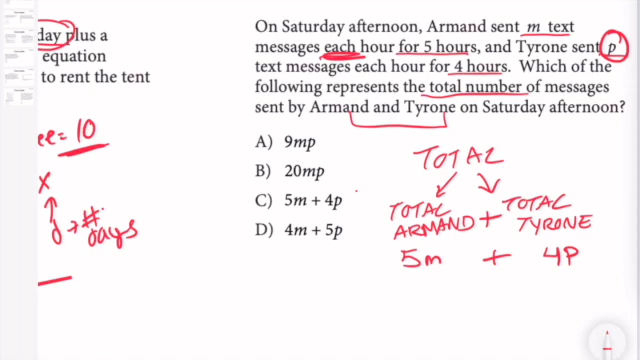 day plus a
equation
to rent the tent
ee = 10
x
d → #
days
On Saturday afternoon, Armand sent m text
messages each hour for 5 hours, and Tyrone sent p
text messages each hour for 4 hours. Which of the
following represents the total number of messages
sent by Armand and Tyrone on Saturday afternoon?
A) 9mp
B) 20mp
C) 5m + 4p
D) 4m + 5p
TOTAL
TOTAL ARMAND + TOTAL TYRONE
5m + 4P